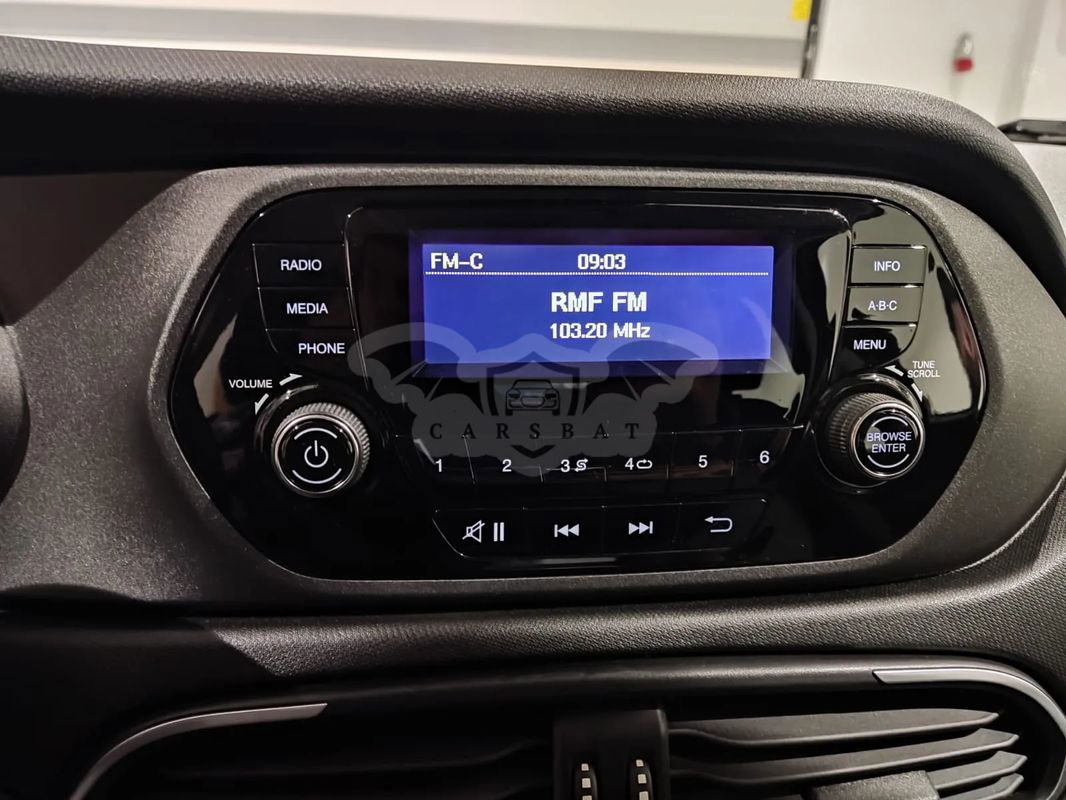 FM-C 09:03
RMF FM
103.20 MHz
RADIO
MEDIA
PHONE
VOLUME
INFO
A·B·C
MENU
TUNE
SCROLL
BROWSE
ENTER
CARSBAT
1 2 3 4 5 6